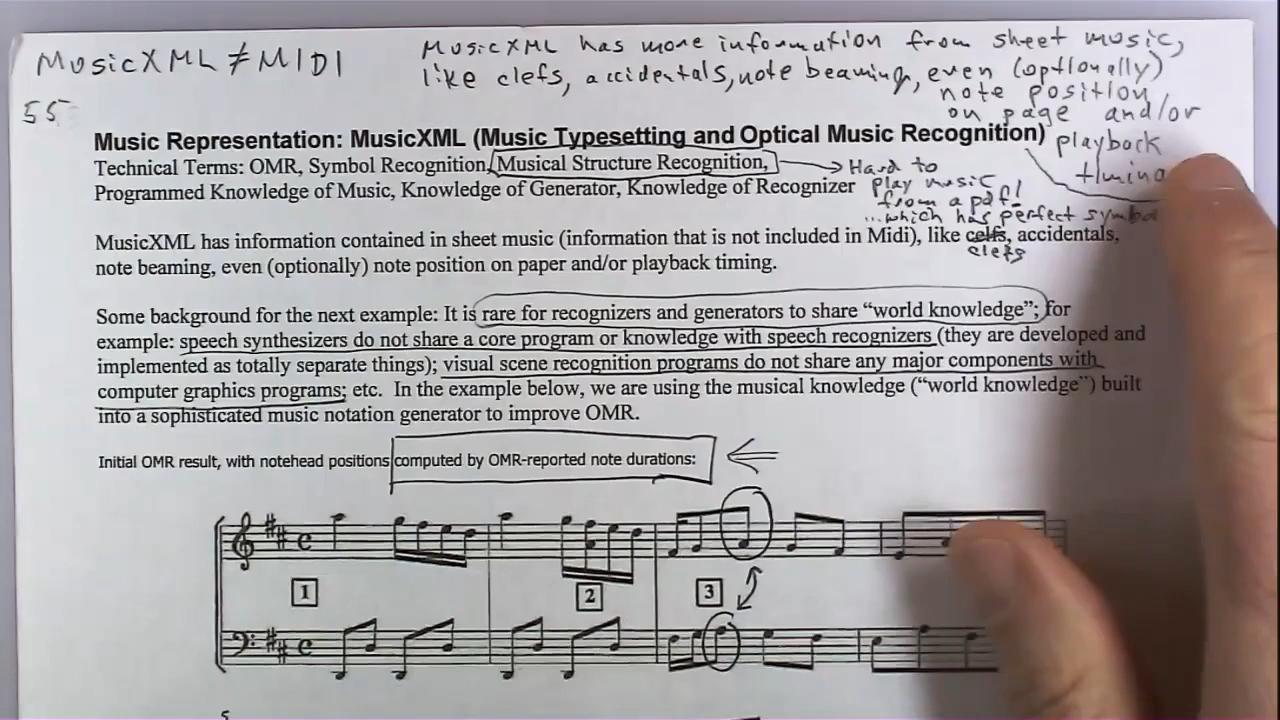 MusicXML ≠ MIDI
MusicXML has more information from sheet music,
like clefs, accidentals, note beaming, even (optionally)
note position
on page and/or
playback
timing
55
Music Representation: MusicXML (Music Typesetting and Optical Music Recognition)
Technical Terms: OMR, Symbol Recognition, Musical Structure Recognition,
Programmed Knowledge of Music, Knowledge of Generator, Knowledge of Recognizer
Hard to
play music
from a pdf!
...which has perfect symbo
MusicXML has information contained in sheet music (information that is not included in Midi), like celfs, accidentals,
clefs
note beaming, even (optionally) note position on paper and/or playback timing.
Some background for the next example: It is rare for recognizers and generators to share “world knowledge”; for
example: speech synthesizers do not share a core program or knowledge with speech recognizers (they are developed and
implemented as totally separate things); visual scene recognition programs do not share any major components with
computer graphics programs; etc. In the example below, we are using the musical knowledge (“world knowledge”) built
into a sophisticated music notation generator to improve OMR.
Initial OMR result, with notehead positions computed by OMR-reported note durations:
1
2
3
5